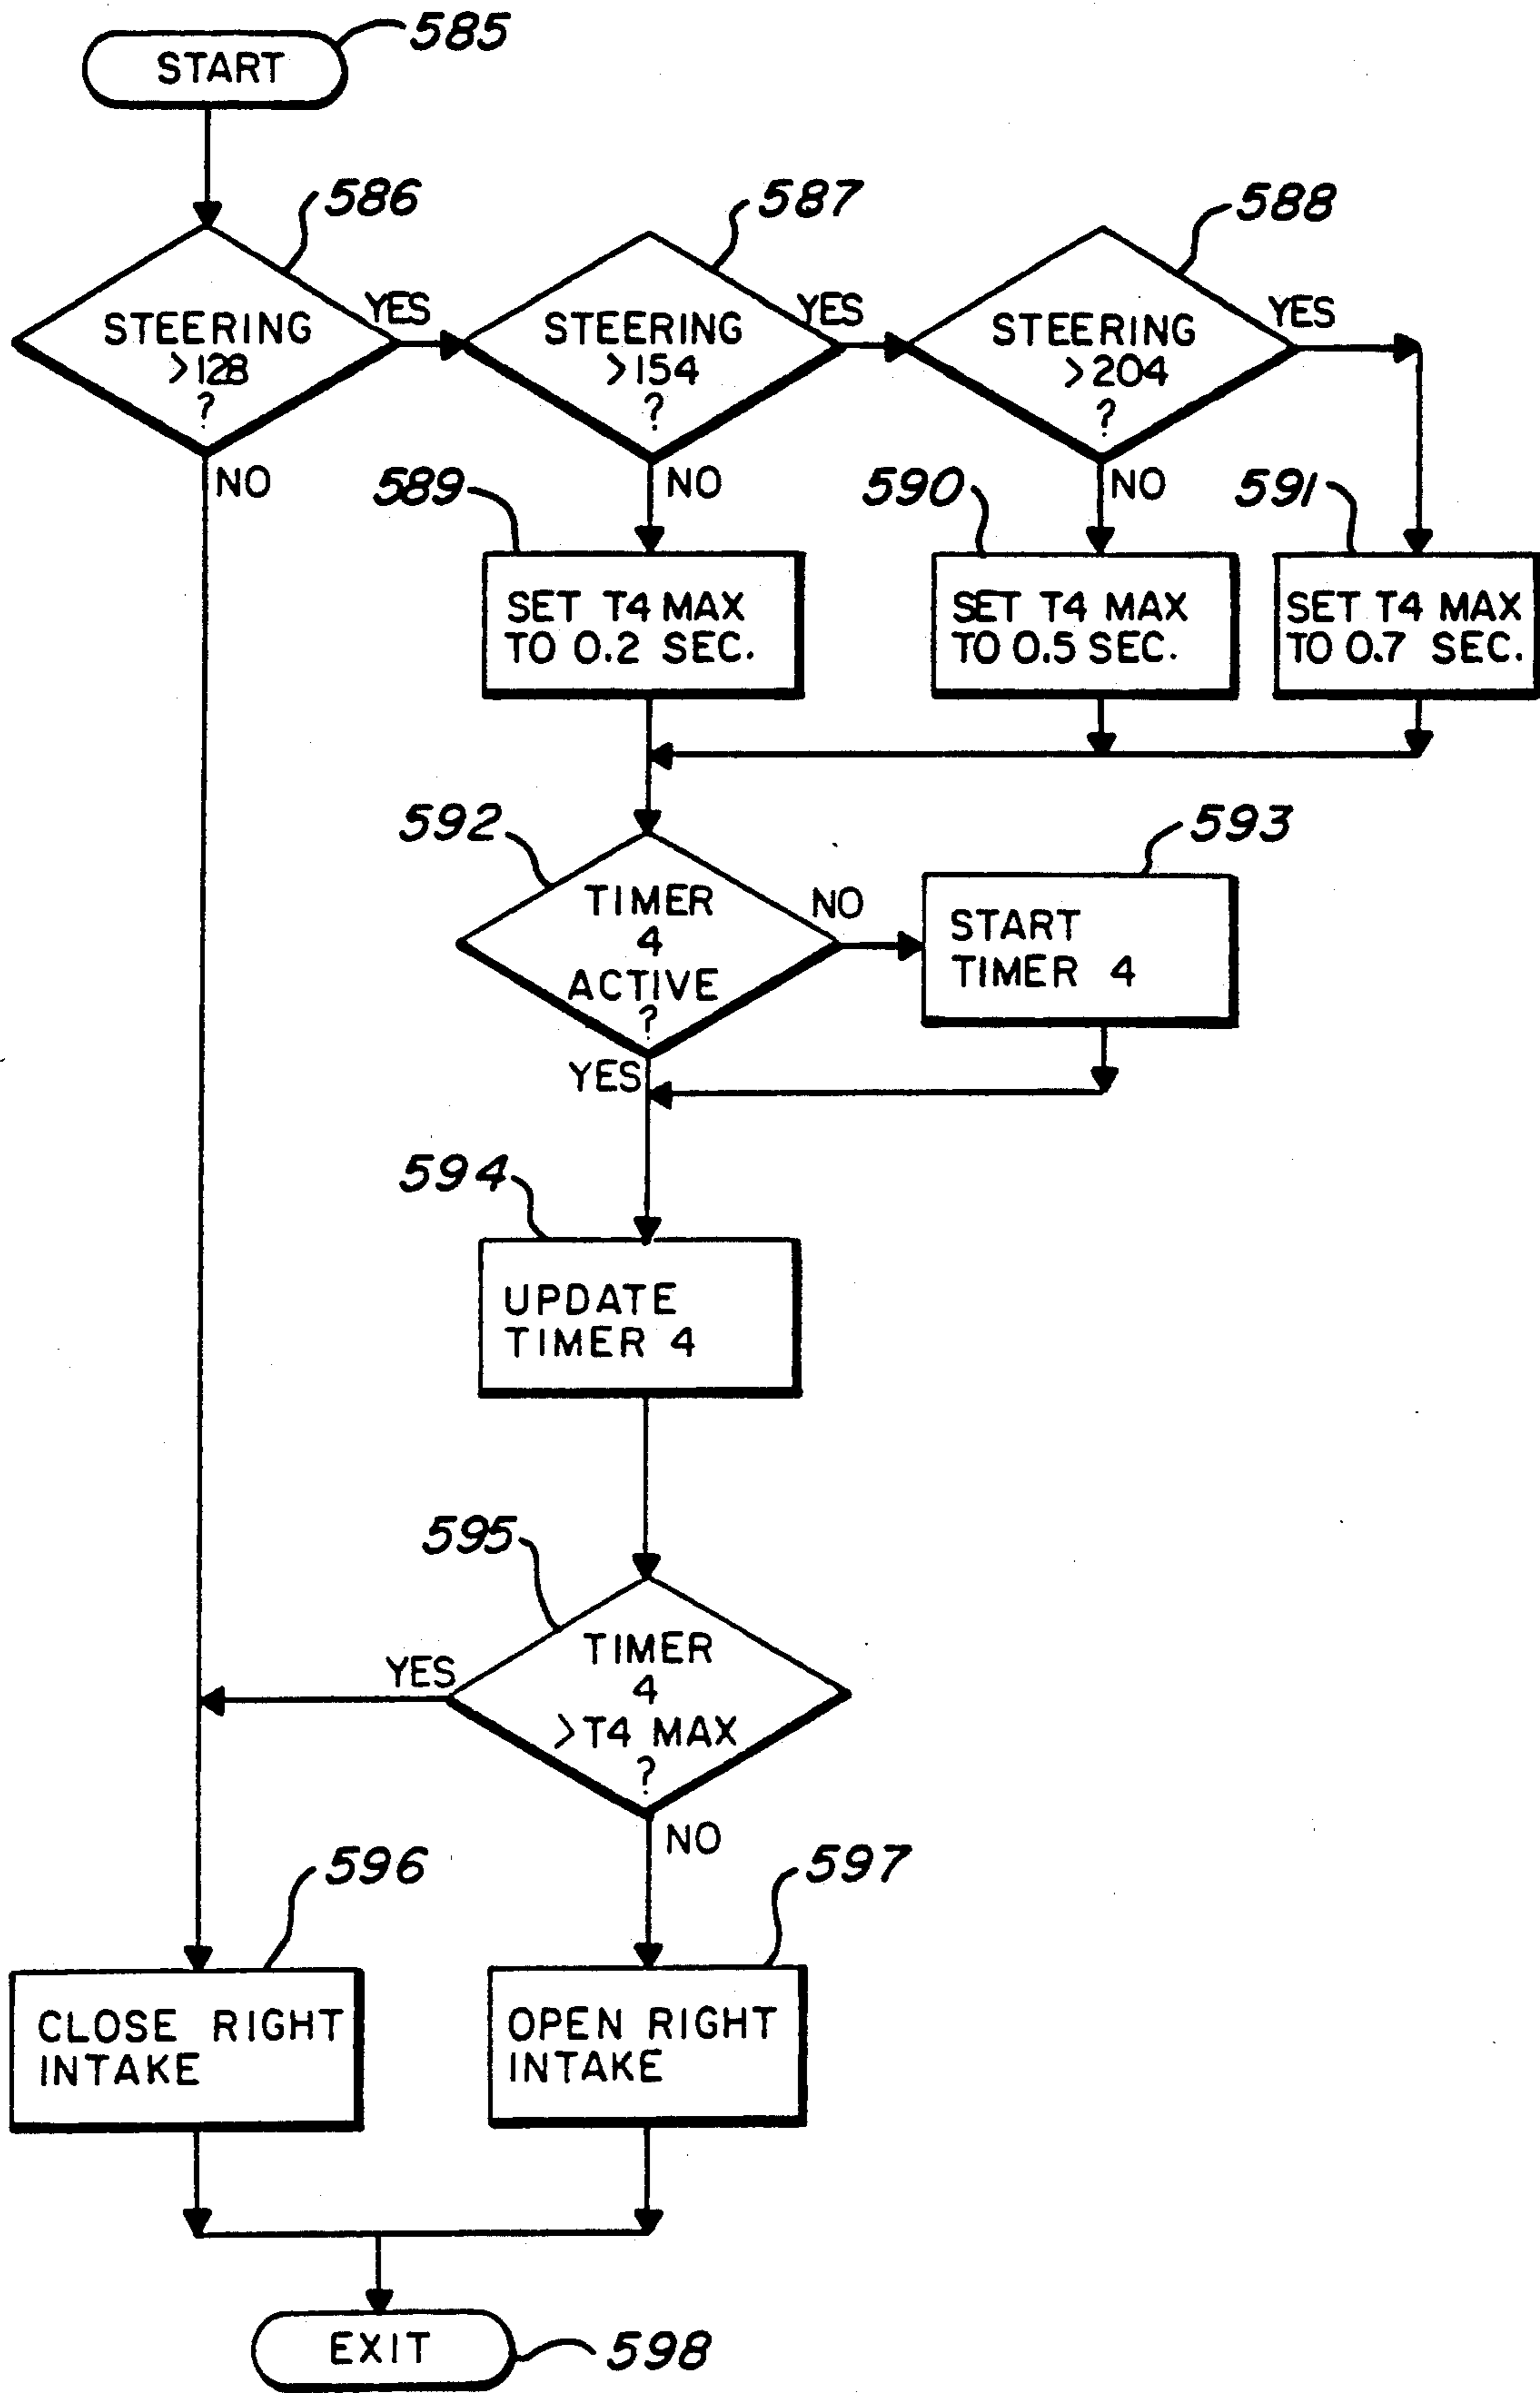 585
START
586
587
588
STEERING
>128
?
YES
STEERING
>154
?
YES
STEERING
>204
?
YES
NO
NO
NO
589
590
591
SET T4 MAX
TO 0.2 SEC.
SET T4 MAX
TO 0.5 SEC.
SET T4 MAX
TO 0.7 SEC.
592
593
TIMER
4
ACTIVE
?
NO
START
TIMER 4
YES
594
UPDATE
TIMER 4
595
TIMER
4
>T4 MAX
?
YES
NO
596
597
CLOSE RIGHT
INTAKE
OPEN RIGHT
INTAKE
EXIT
598